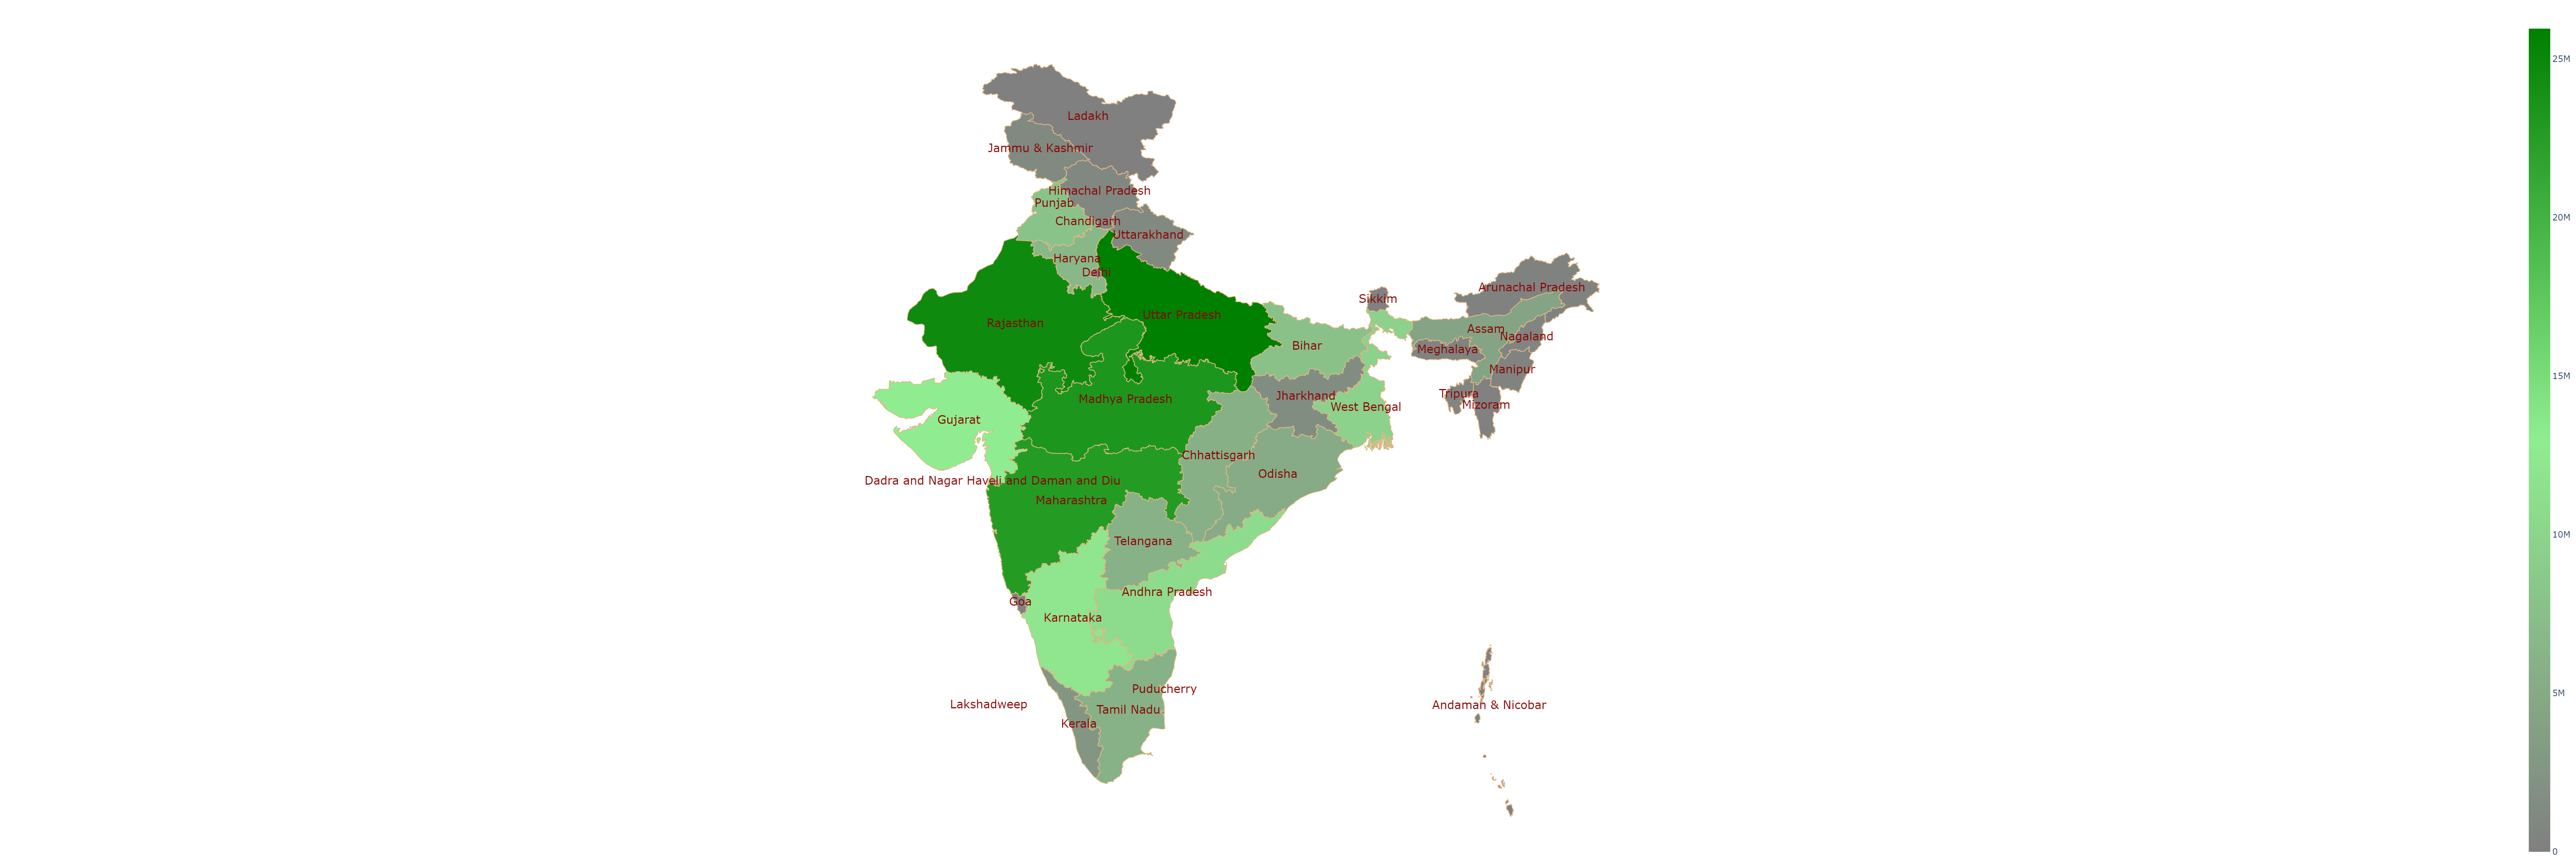 Ladakh
Jammu & Kashmir
Himachal Pradesh
Punjab
Chandigarh
Uttarakhand
Haryana
Delhi
Arunachal Pradesh
Sikkim
Uttar Pradesh
Rajasthan
Assam
Nagaland
Bihar
Meghalaya
Manipur
Tripura
Jharkhand
Madhya Pradesh
Mizoram
West Bengal
Gujarat
Chhattisgarh
Odisha
Dadra and Nagar Haveli and Daman and Diu
Maharashtra
Telangana
Andhra Pradesh
Goa
Karnataka
Puducherry
Lakshadweep
Andaman & Nicobar
Tamil Nadu
Kerala
25M
20M
15M
10M
5M
0